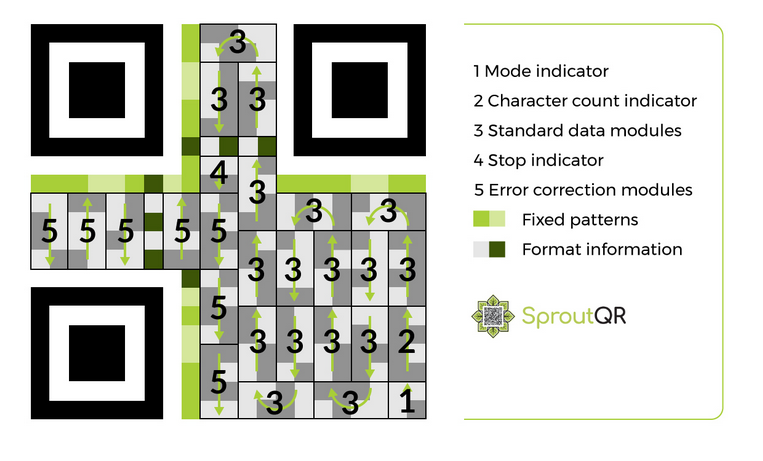 3
3 3
4
3
3 3
5 5 5 5 5
3 3 3 3 3
5
3 3 3 3 2
5
3 3 1
1 Mode indicator
2 Character count indicator
3 Standard data modules
4 Stop indicator
5 Error correction modules
Fixed patterns
Format information
SproutQR